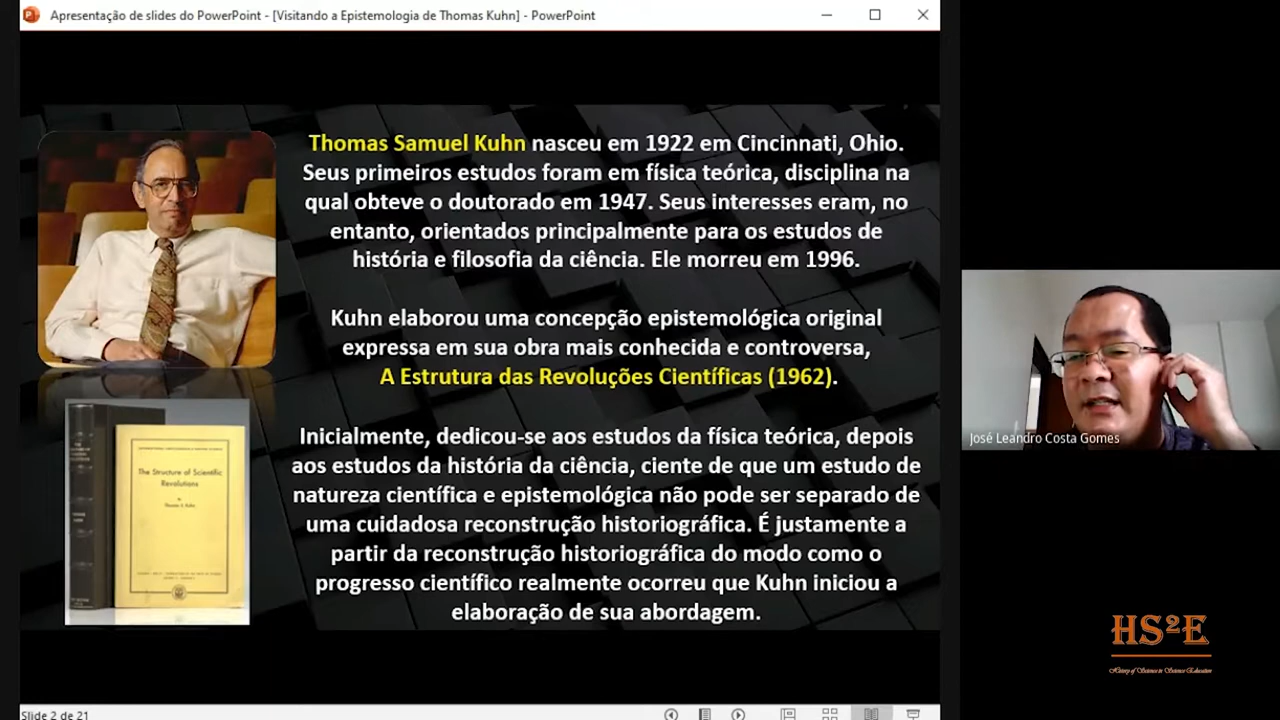 Apresentação de slides do PowerPoint - [Visitando a Epistemologia de Thomas Kuhn] - PowerPoint
Thomas Samuel Kuhn nasceu em 1922 em Cincinnati, Ohio.
Seus primeiros estudos foram em física teórica, disciplina na
qual obteve o doutorado em 1947. Seus interesses eram, no
entanto, orientados principalmente para os estudos de
história e filosofia da ciência. Ele morreu em 1996.
Kuhn elaborou uma concepção epistemológica original
expressa em sua obra mais conhecida e controversa,
A Estrutura das Revoluções Científicas (1962).
Inicialmente, dedicou-se aos estudos da física teórica, depois
aos estudos da história da ciência, ciente de que um estudo de
natureza científica e epistemológica não pode ser separado de
uma cuidadosa reconstrução historiográfica. É justamente a
partir da reconstrução historiográfica do modo como o
progresso científico realmente ocorreu que Kuhn iniciou a
elaboração de sua abordagem.
The Structure of Scientific
Revolutions
José Leandro Costa Gomes
HS²E
History of Science in Science Education
Slide 2 de 21